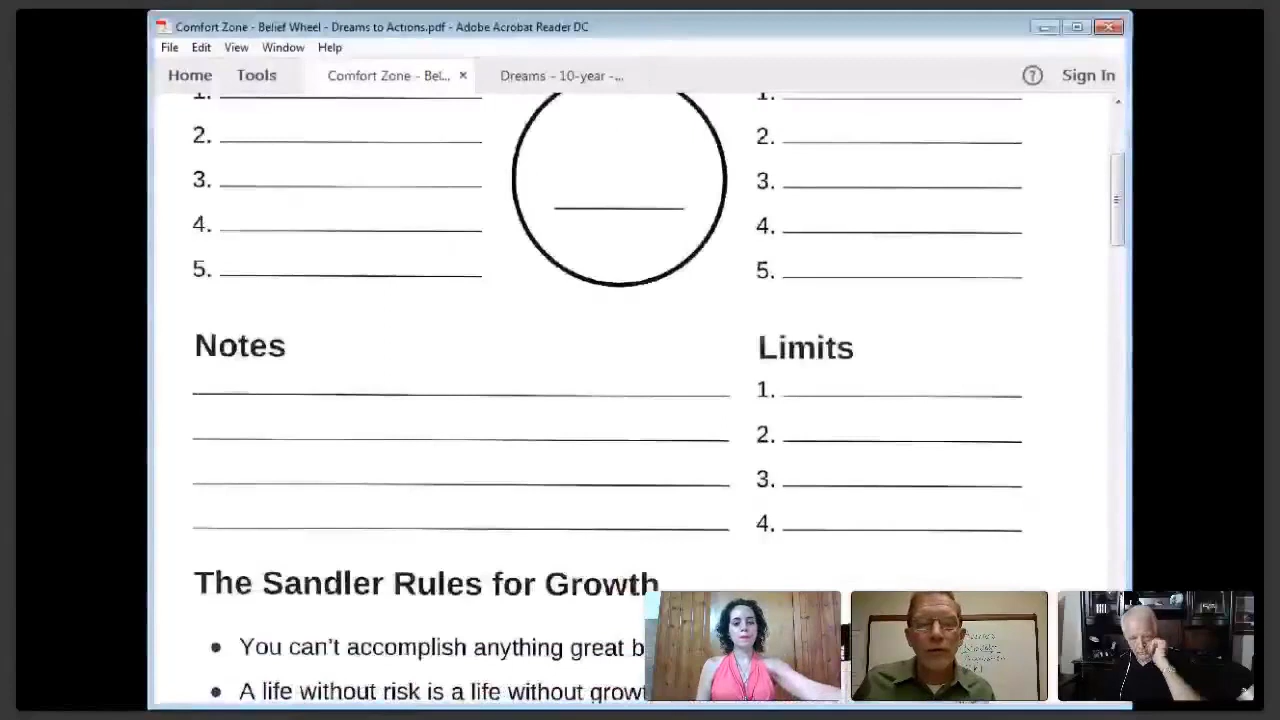 Comfort Zone - Belief Wheel - Dreams to Actions.pdf - Adobe Acrobat Reader DC
File Edit View Window Help
Home Tools Comfort Zone - Bel... × Dreams - 10-year -... ? Sign In
1. 1.
2. 2.
3. 3.
4. 4.
5. 5.
Notes Limits
1.
2.
3.
4.
The Sandler Rules for Growth
You can't accomplish anything great b
A life without risk is a life without